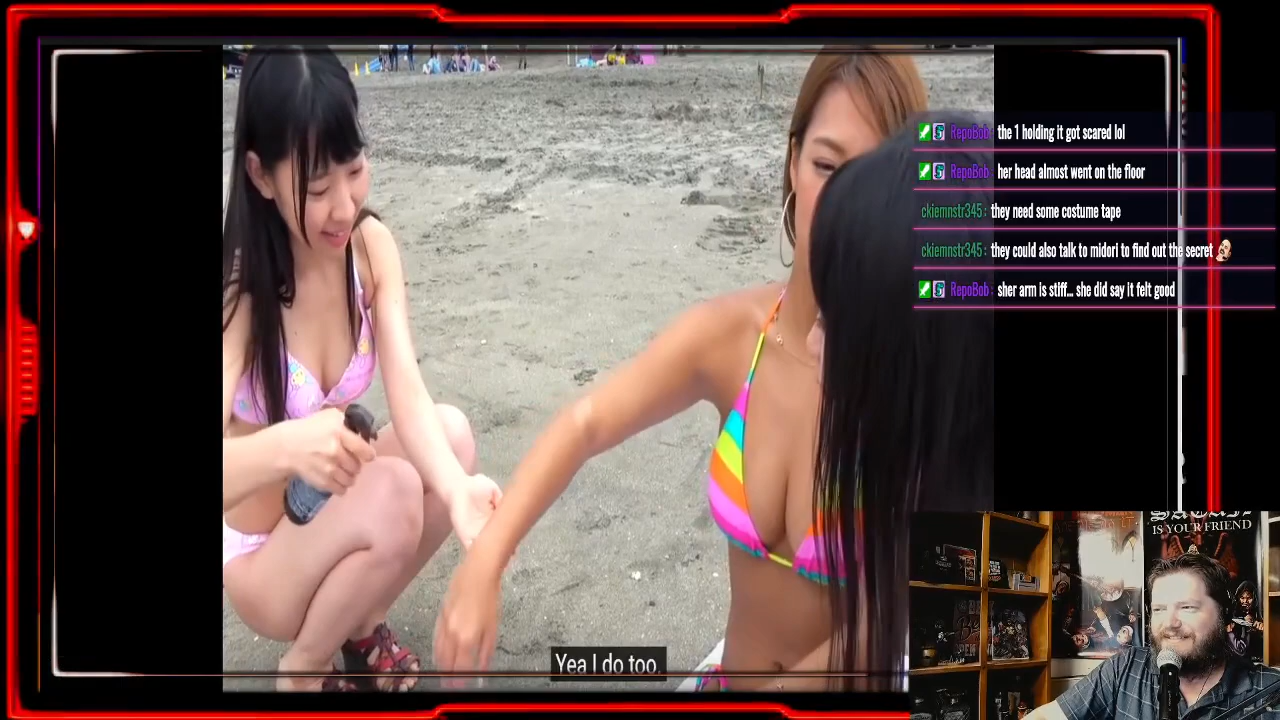 RepoBob: the 1 holding it got scared lol
RepoBob: her head almost went on the floor
ckiemnstr345: they need some costume tape
ckiemnstr345: they could also talk to midori to find out the secret
RepoBob: sher arm is stiff... she did say it felt good
IS YOUR FRIEND
Yea I do too.